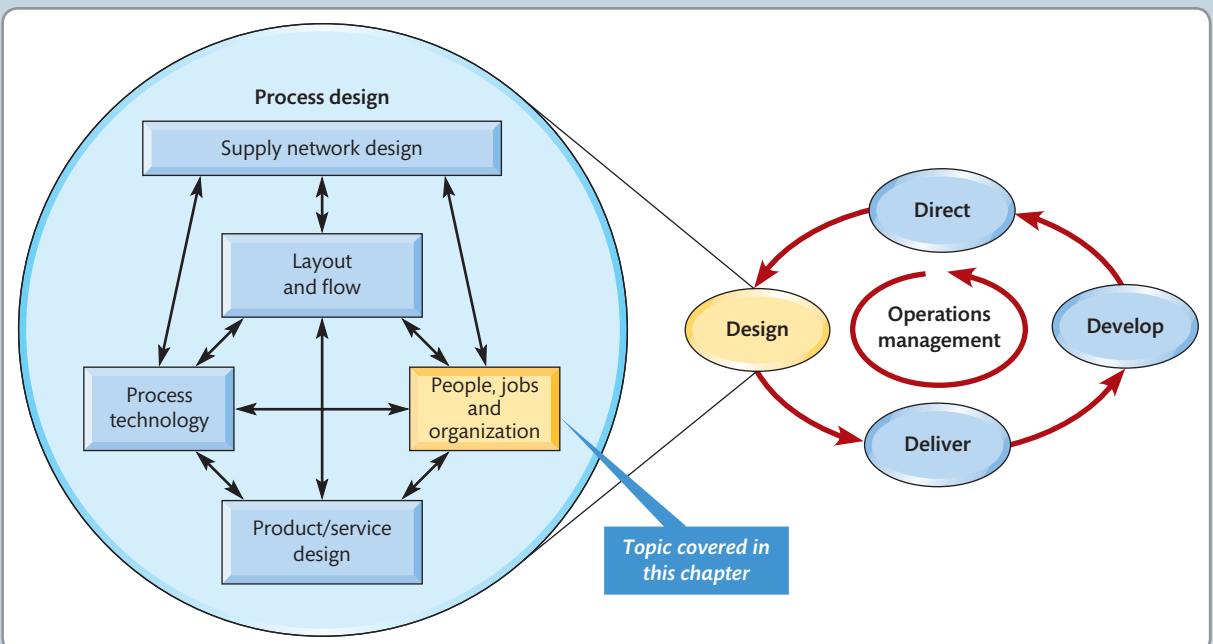 Process design
Supply network design
Layout
and flow
Process
technology
People, jobs
and
organization
Product/service
design
Topic covered in
this chapter
Direct
Design
Operations
management
Develop
Deliver